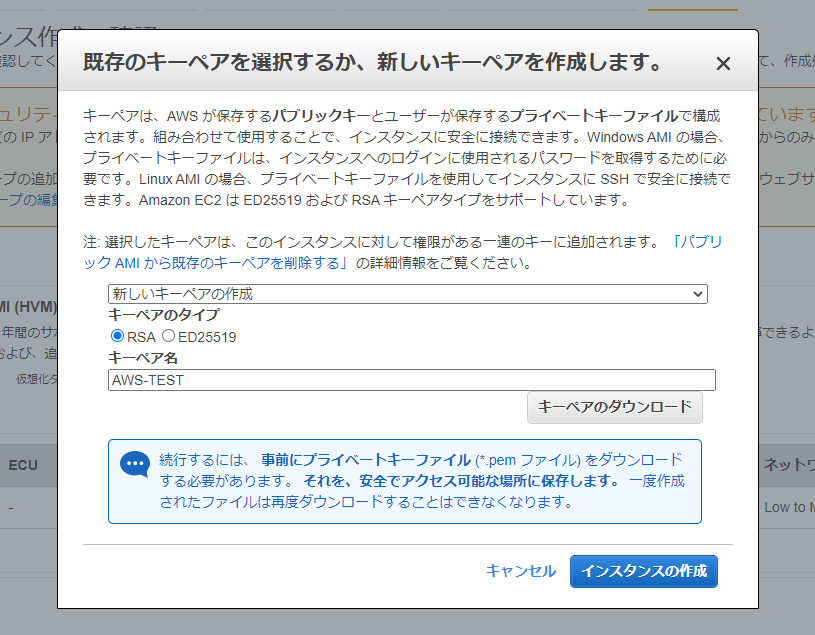 ンス作成の確認
既存のキーペアを選択するか、新しいキーペアを作成します。
キーペアは、AWS が保存するパブリックキーとユーザーが保存するプライベートキーファイルで構成
されます。組み合わせて使用することで、インスタンスに安全に接続できます。Windows AMI の場合、
プライベートキーファイルは、インスタンスへのログインに使用されるパスワードを取得するために必
要です。Linux AMI の場合、プライベートキーファイルを使用してインスタンスに SSH で安全に接続で
きます。Amazon EC2 は ED25519 および RSA キーペアタイプをサポートしています。
注: 選択したキーペアは、このインスタンスに対して権限がある一連のキーに追加されます。 「パブリ
ック AMI から既存のキーペアを削除する」 の詳細情報をご覧ください。
新しいキーペアの作成
キーペアのタイプ
RSA ED25519
キーペア名
AWS-TEST
キーペアのダウンロード
続行するには、 事前にプライベートキーファイル (*.pem ファイル) をダウンロード
する必要があります。 それを、安全でアクセス可能な場所に保存します。 一度作成
されたファイルは再度ダウンロードすることはできなくなります。
キャンセル インスタンスの作成
認してく
て、作成
ュリティ
ています
の IP ア
からのみ
ープの追加
ウェブサ
ープの編集
MI (HVM)
年間のサ
できるよ
および、追
仮想化タ
ECU
ネットワ
-
Low to M